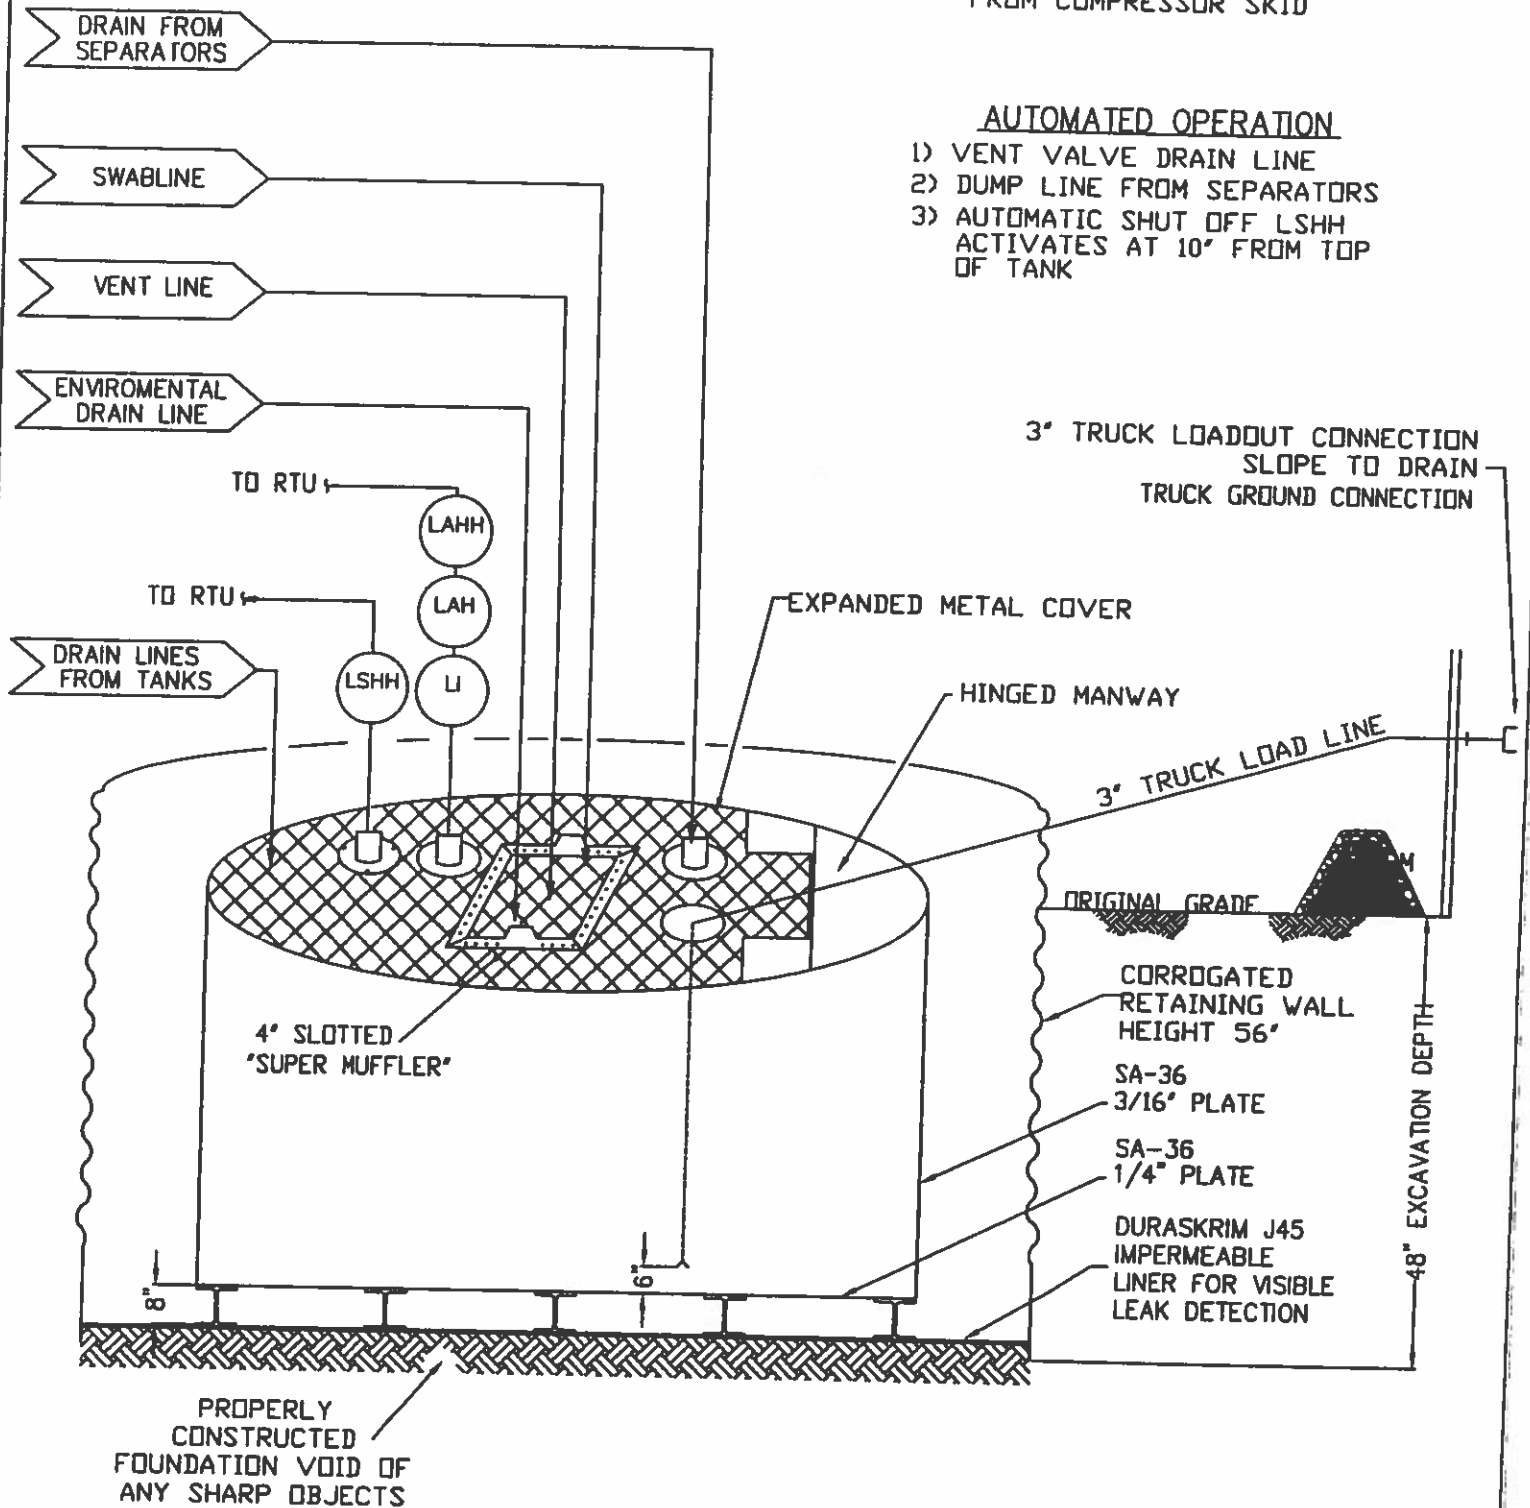 FROM COMPRESSOR SKID
DRAIN FROM
SEPARATORS
SWABLINE
VENT LINE
ENVIROMENTAL
DRAIN LINE
AUTOMATED OPERATION
1) VENT VALVE DRAIN LINE
2) DUMP LINE FROM SEPARATORS
3) AUTOMATIC SHUT OFF LSHH
ACTIVATES AT 10" FROM TOP
OF TANK
3" TRUCK LOADOUT CONNECTION
SLOPE TO DRAIN
TRUCK GROUND CONNECTION
TO RTU
LAHH
TO RTU
LAH
LSHH
LI
DRAIN LINES
FROM TANKS
EXPANDED METAL COVER
HINGED MANWAY
3" TRUCK LOAD LINE
M
ORIGINAL GRADE
CORROGATED
RETAINING WALL
HEIGHT 56"
4" SLOTTED
"SUPER MUFFLER"
SA-36
3/16" PLATE
SA-36
1/4" PLATE
48" EXCAVATION DEPTH
DURASKRIM J45
IMPERMEABLE
LINER FOR VISIBLE
LEAK DETECTION
8"
6"
PROPERLY
CONSTRUCTED
FOUNDATION VOID OF
ANY SHARP OBJECTS